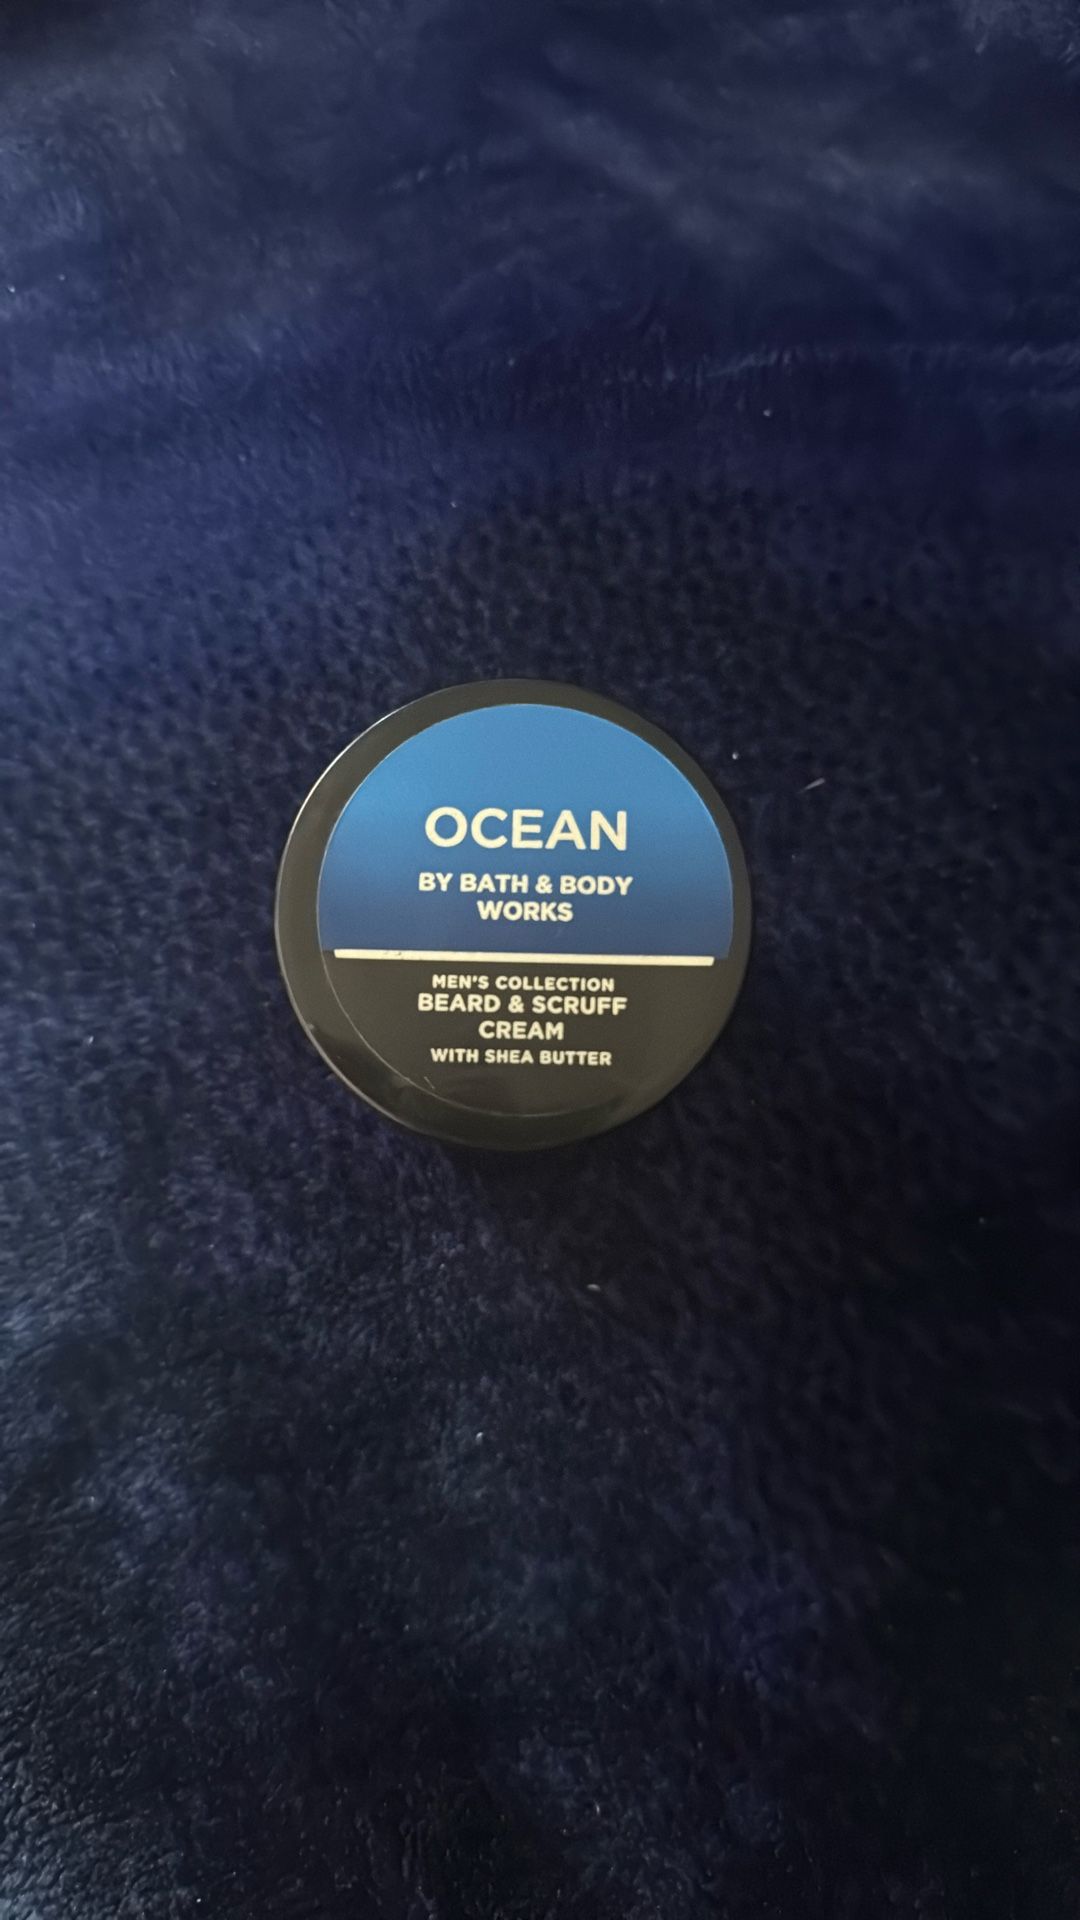 OCEAN
BY BATH & BODY
WORKS
MEN'S COLLECTION
BEARD & SCRUFF
CREAM
WITH SHEA BUTTER